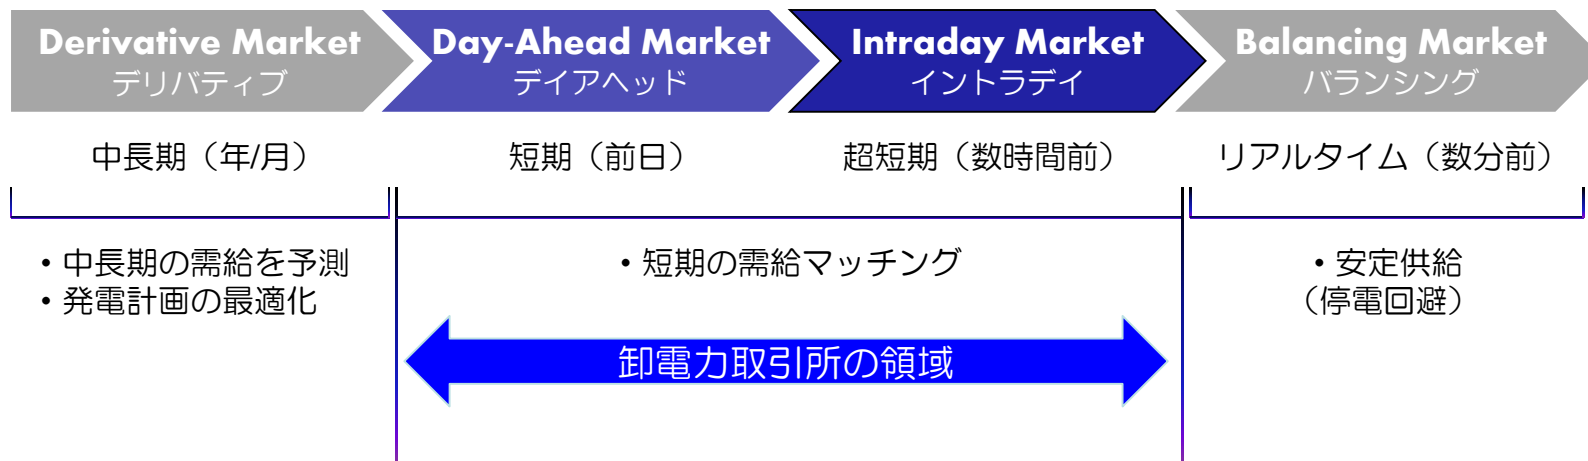 Derivative Market
デリバティブ
Day-Ahead Market
デイアヘッド
Intraday Market
イントラデイ
Balancing Market
バランシング
中長期（年/月）
短期（前日）
超短期（数時間前）
リアルタイム（数分前）
・中長期の需給を予測
・発電計画の最適化
・短期の需給マッチング
・安定供給
（停電回避）
卸電力取引所の領域